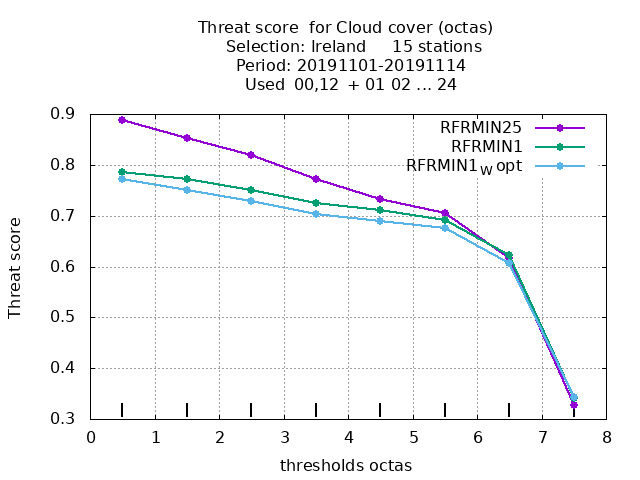 Threat score  for Cloud cover (octas)
Selection: Ireland     15 stations
Period: 20191101-20191114
Used  00,12  + 01 02 ... 24
0.9
RFRMIN25
RFRMIN1
0.8
RFRMIN1W opt
0.7
0.6
0.5
0.4
0.3
Threat score
0 1 2 3 4 5 6 7 8
thresholds octas